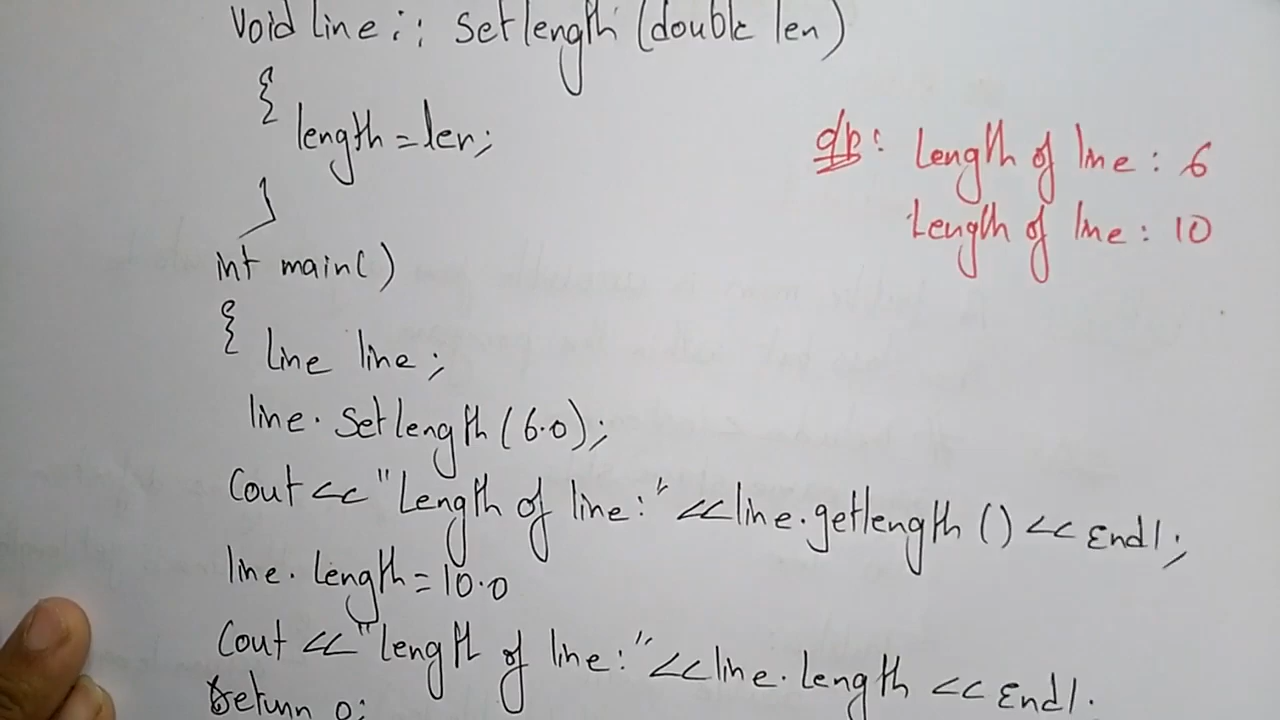 void line :: setlength (double len)
{
length = len;
}
int main()
{
line line ;
line . setlength (6.0);
Cout << "Length of line:" << line.getlength () << Endl ;
line . length = 10.0
Cout << "length of line:" << line. length << Endl .
return 0;
o/p : Length of line : 6
Length of line : 10